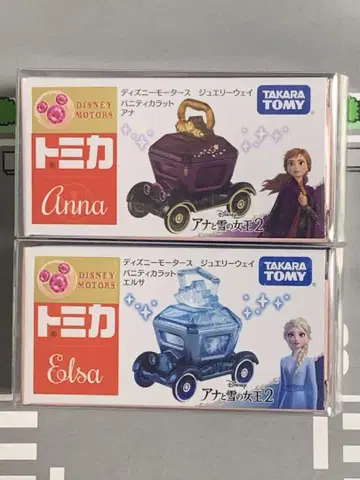 DISNEY
MOTORS
トミカ
Anna
ディズニーモータース ジュエリーウェイ
バニティカラット
アナ
TAKARA
TOMY
Disney
アナと雪の女王2
DISNEY
MOTORS
トミカ
Elsa
ディズニーモータース ジュエリーウェイ
バニティカラット
エルサ
TAKARA
TOMY
Disney
アナと雪の女王2